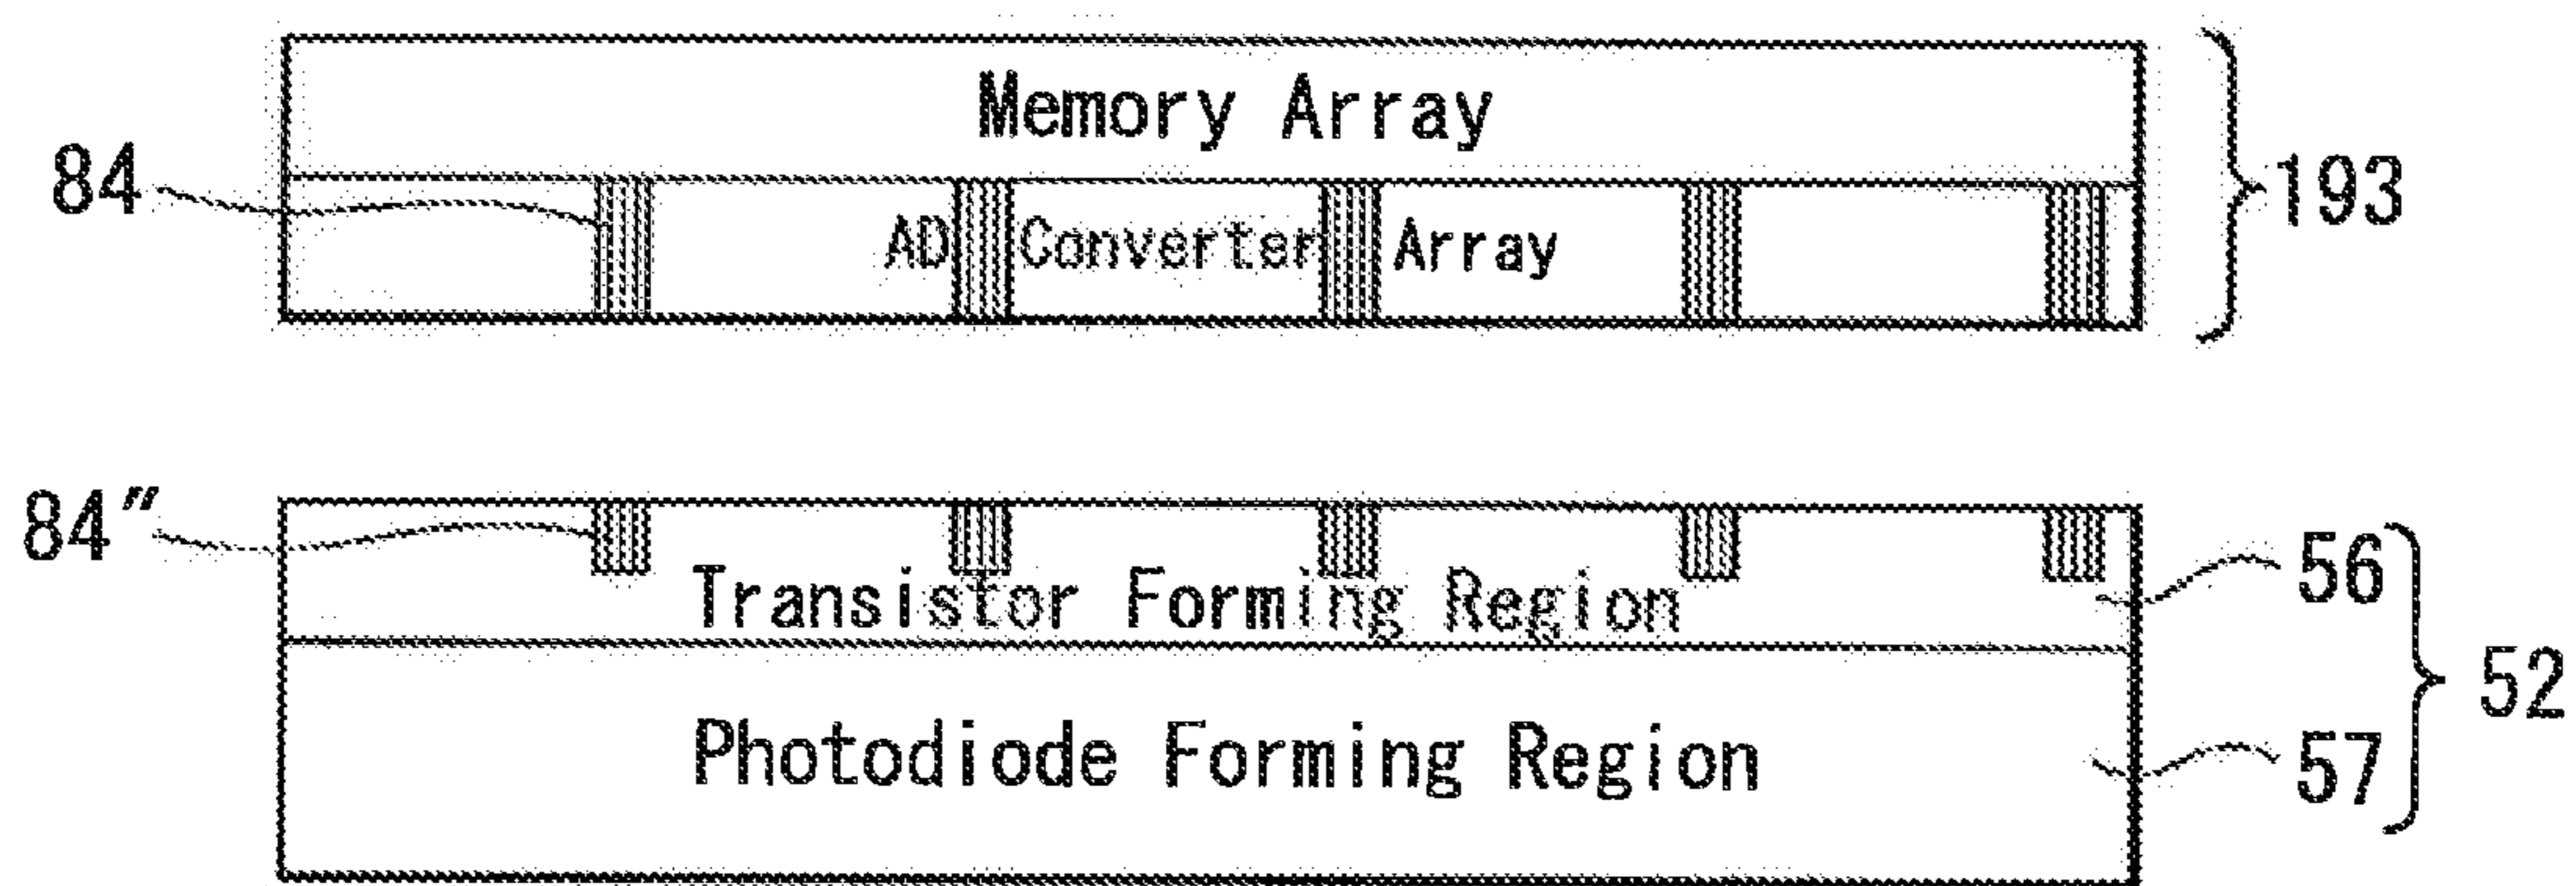 Memory Array
84
AD Converter Array
193
84″
Transistor Forming Region
56
52
Photodiode Forming Region
57